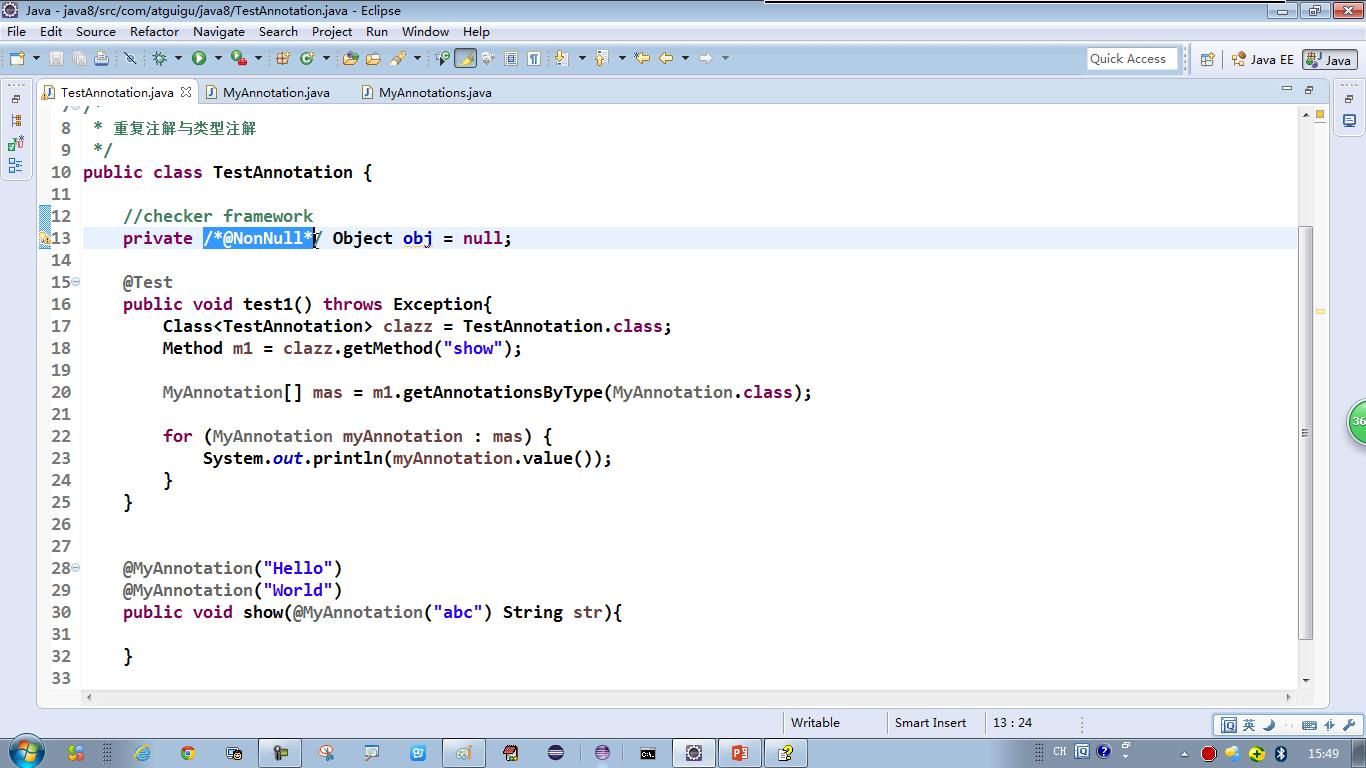 Java - java8/src/com/atguigu/java8/TestAnnotation.java - Eclipse
File Edit Source Refactor Navigate Search Project Run Window Help
Quick Access Java EE Java
TestAnnotation.java MyAnnotation.java MyAnnotations.java
7 /*
8 * 重复注解与类型注解
9 */
10 public class TestAnnotation {
11
12 //checker framework
13 private /*@NonNull*/ Object obj = null;
14
15 @Test
16 public void test1() throws Exception{
17 Class<TestAnnotation> clazz = TestAnnotation.class;
18 Method m1 = clazz.getMethod("show");
19
20 MyAnnotation[] mas = m1.getAnnotationsByType(MyAnnotation.class);
21
22 for (MyAnnotation myAnnotation : mas) {
23 System.out.println(myAnnotation.value());
24 }
25 }
26
27
28 @MyAnnotation("Hello")
29 @MyAnnotation("World")
30 public void show(@MyAnnotation("abc") String str){
31
32 }
33
36
Writable Smart Insert 13 : 24
英
CH 15:49